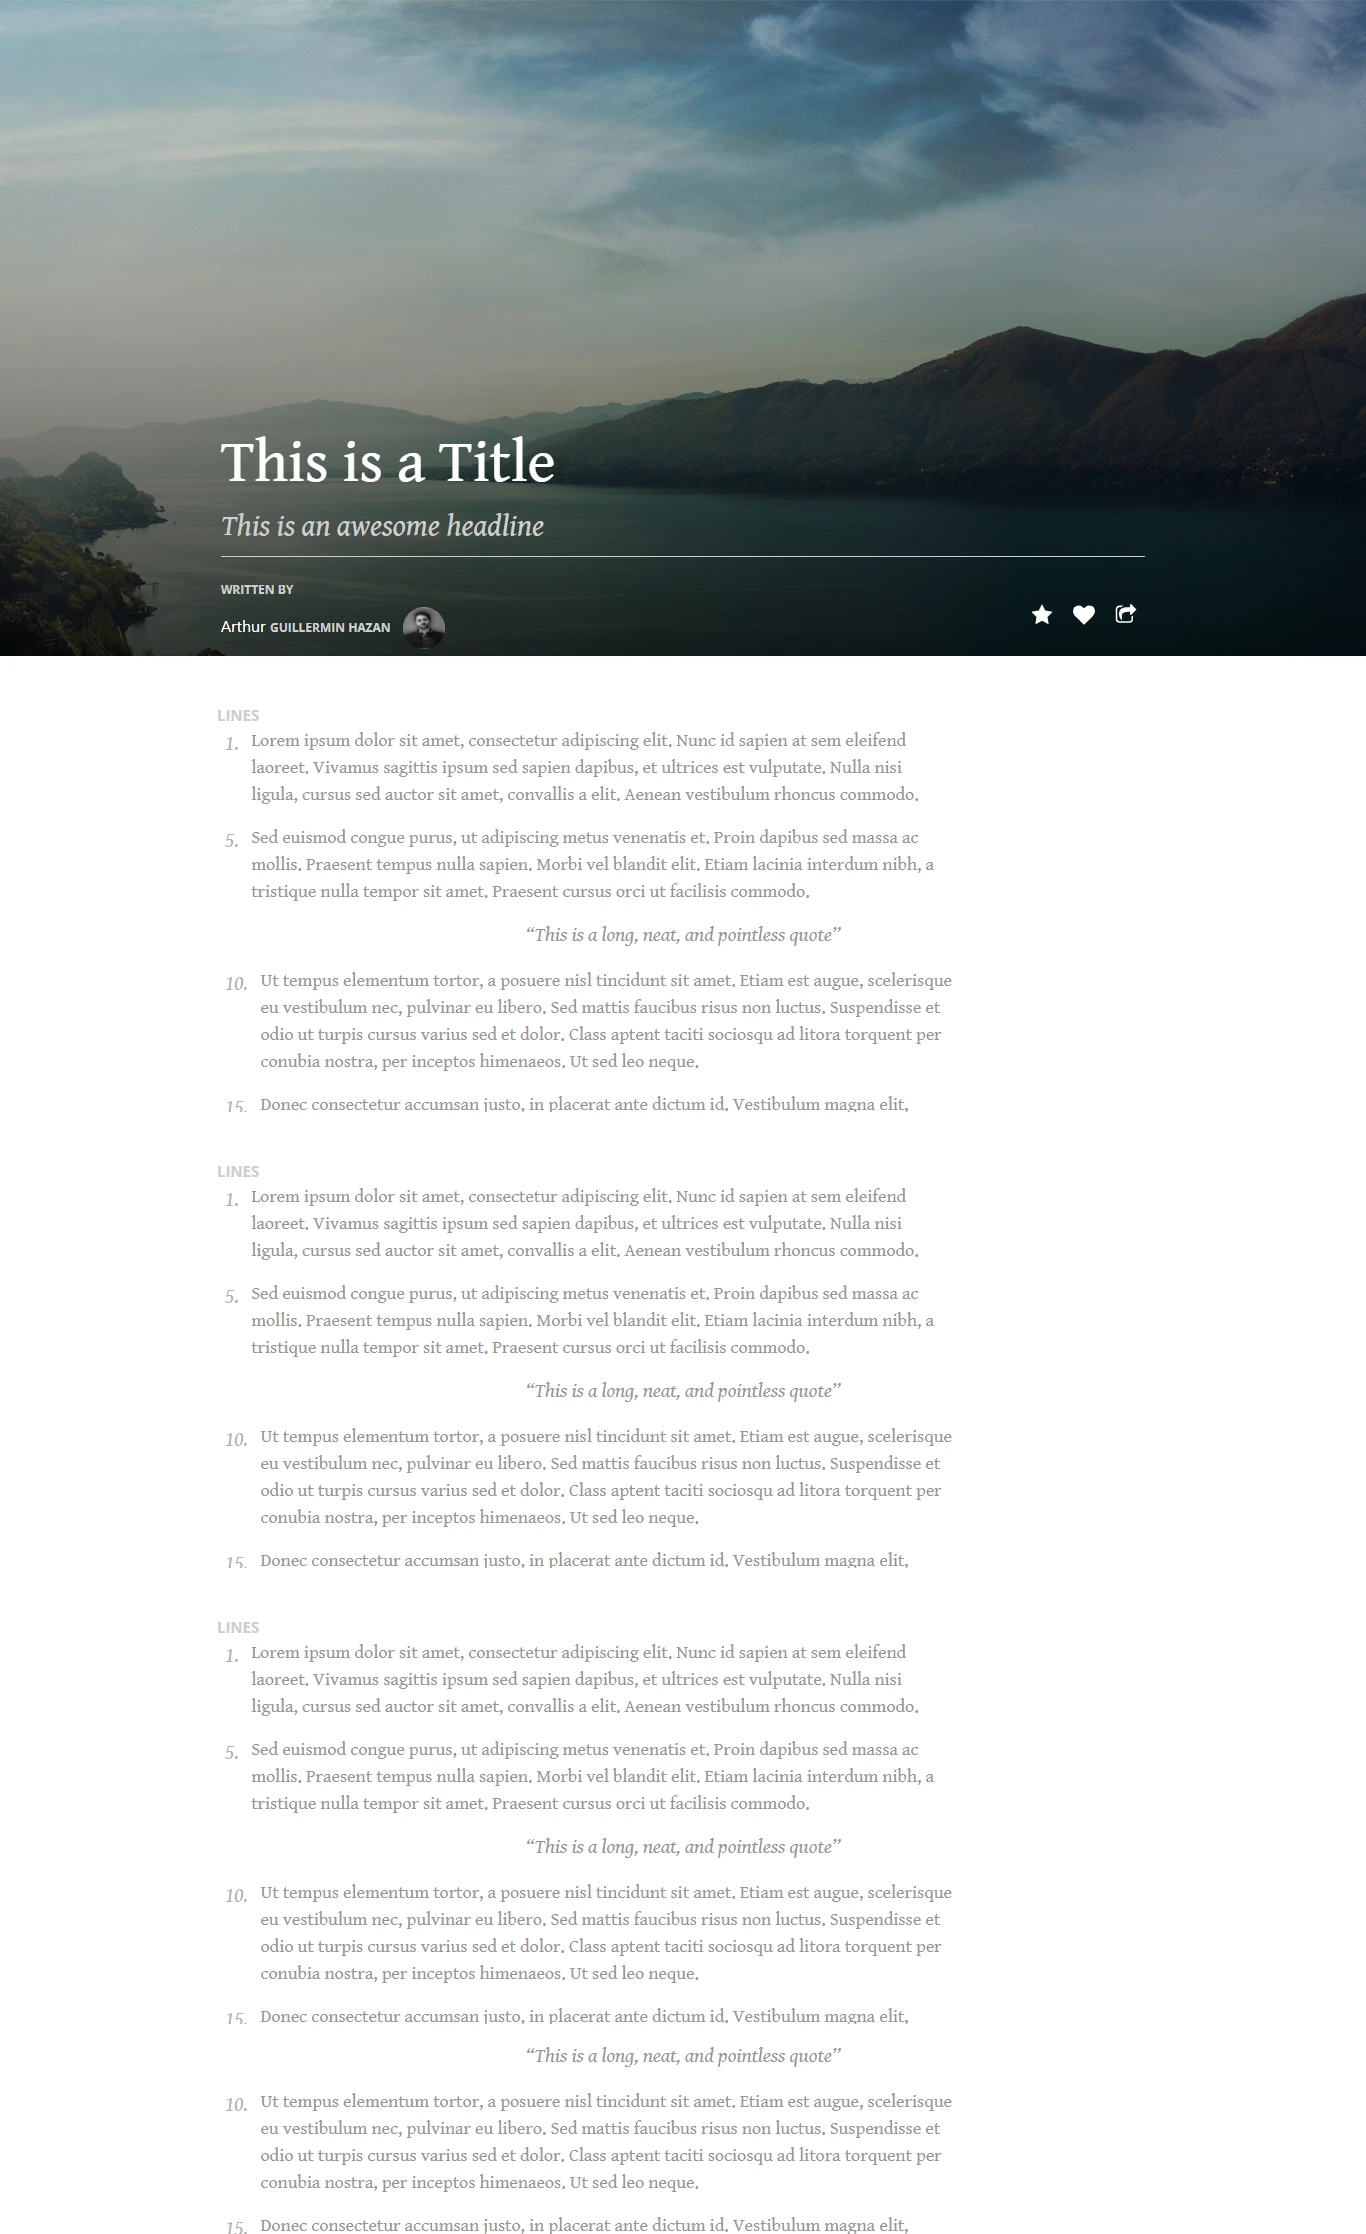 This is a Title
This is an awesome headline
WRITTEN BY
Arthur GUILLERMIN HAZAN
LINES
1. Lorem ipsum dolor sit amet, consectetur adipiscing elit. Nunc id sapien at sem eleifend
laoreet. Vivamus sagittis ipsum sed sapien dapibus, et ultrices est vulputate. Nulla nisi
ligula, cursus sed auctor sit amet, convallis a elit. Aenean vestibulum rhoncus commodo.
5. Sed euismod congue purus, ut adipiscing metus venenatis et. Proin dapibus sed massa ac
mollis. Praesent tempus nulla sapien. Morbi vel blandit elit. Etiam lacinia interdum nibh, a
tristique nulla tempor sit amet. Praesent cursus orci ut facilisis commodo.
“This is a long, neat, and pointless quote”
10. Ut tempus elementum tortor, a posuere nisl tincidunt sit amet. Etiam est augue, scelerisque
eu vestibulum nec, pulvinar eu libero. Sed mattis faucibus risus non luctus. Suspendisse et
odio ut turpis cursus varius sed et dolor. Class aptent taciti sociosqu ad litora torquent per
conubia nostra, per inceptos himenaeos. Ut sed leo neque.
15. Donec consectetur accumsan justo, in placerat ante dictum id. Vestibulum magna elit,
LINES
1. Lorem ipsum dolor sit amet, consectetur adipiscing elit. Nunc id sapien at sem eleifend
laoreet. Vivamus sagittis ipsum sed sapien dapibus, et ultrices est vulputate. Nulla nisi
ligula, cursus sed auctor sit amet, convallis a elit. Aenean vestibulum rhoncus commodo.
5. Sed euismod congue purus, ut adipiscing metus venenatis et. Proin dapibus sed massa ac
mollis. Praesent tempus nulla sapien. Morbi vel blandit elit. Etiam lacinia interdum nibh, a
tristique nulla tempor sit amet. Praesent cursus orci ut facilisis commodo.
“This is a long, neat, and pointless quote”
10. Ut tempus elementum tortor, a posuere nisl tincidunt sit amet. Etiam est augue, scelerisque
eu vestibulum nec, pulvinar eu libero. Sed mattis faucibus risus non luctus. Suspendisse et
odio ut turpis cursus varius sed et dolor. Class aptent taciti sociosqu ad litora torquent per
conubia nostra, per inceptos himenaeos. Ut sed leo neque.
15. Donec consectetur accumsan justo, in placerat ante dictum id. Vestibulum magna elit,
LINES
1. Lorem ipsum dolor sit amet, consectetur adipiscing elit. Nunc id sapien at sem eleifend
laoreet. Vivamus sagittis ipsum sed sapien dapibus, et ultrices est vulputate. Nulla nisi
ligula, cursus sed auctor sit amet, convallis a elit. Aenean vestibulum rhoncus commodo.
5. Sed euismod congue purus, ut adipiscing metus venenatis et. Proin dapibus sed massa ac
mollis. Praesent tempus nulla sapien. Morbi vel blandit elit. Etiam lacinia interdum nibh, a
tristique nulla tempor sit amet. Praesent cursus orci ut facilisis commodo.
“This is a long, neat, and pointless quote”
10. Ut tempus elementum tortor, a posuere nisl tincidunt sit amet. Etiam est augue, scelerisque
eu vestibulum nec, pulvinar eu libero. Sed mattis faucibus risus non luctus. Suspendisse et
odio ut turpis cursus varius sed et dolor. Class aptent taciti sociosqu ad litora torquent per
conubia nostra, per inceptos himenaeos. Ut sed leo neque.
15. Donec consectetur accumsan justo, in placerat ante dictum id. Vestibulum magna elit,
“This is a long, neat, and pointless quote”
10. Ut tempus elementum tortor, a posuere nisl tincidunt sit amet. Etiam est augue, scelerisque
eu vestibulum nec, pulvinar eu libero. Sed mattis faucibus risus non luctus. Suspendisse et
odio ut turpis cursus varius sed et dolor. Class aptent taciti sociosqu ad litora torquent per
conubia nostra, per inceptos himenaeos. Ut sed leo neque.
15. Donec consectetur accumsan justo, in placerat ante dictum id. Vestibulum magna elit,